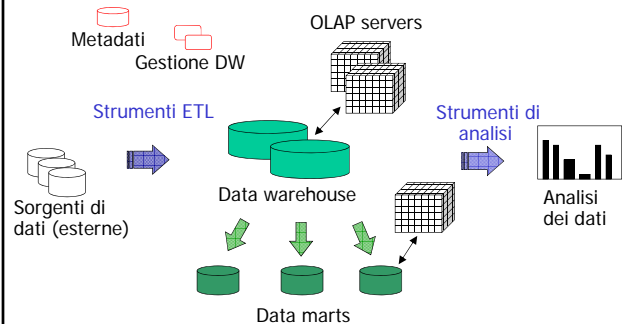 Metadati
Gestione DW
OLAP servers
Strumenti ETL
Strumenti di
analisi
Sorgenti di
dati (esterne)
Data warehouse
Analisi
dei dati
Data marts